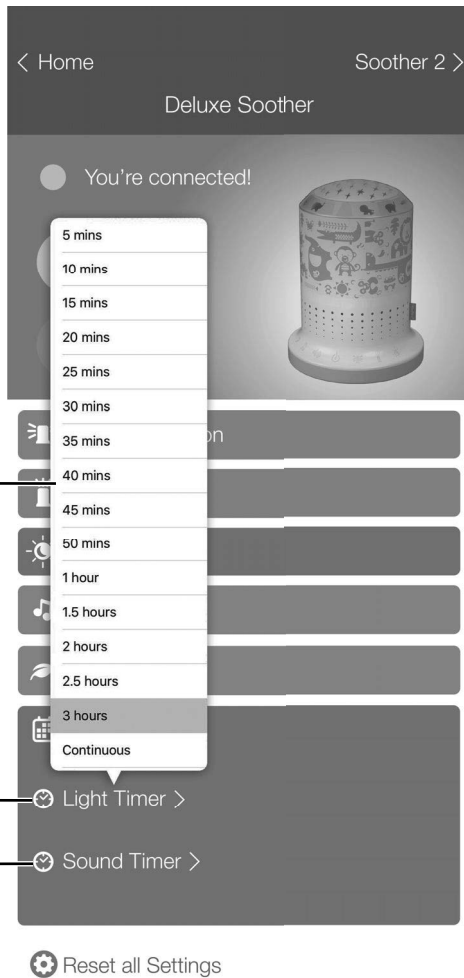 Home
Soother 2
Deluxe Soother
You're connected!
5 mins
10 mins
15 mins
20 mins
25 mins
30 mins
35 mins
on
40 mins
45 mins
50 mins
1 hour
1.5 hours
2 hours
2.5 hours
3 hours
Continuous
Light Timer >
Sound Timer >
Reset all Settings